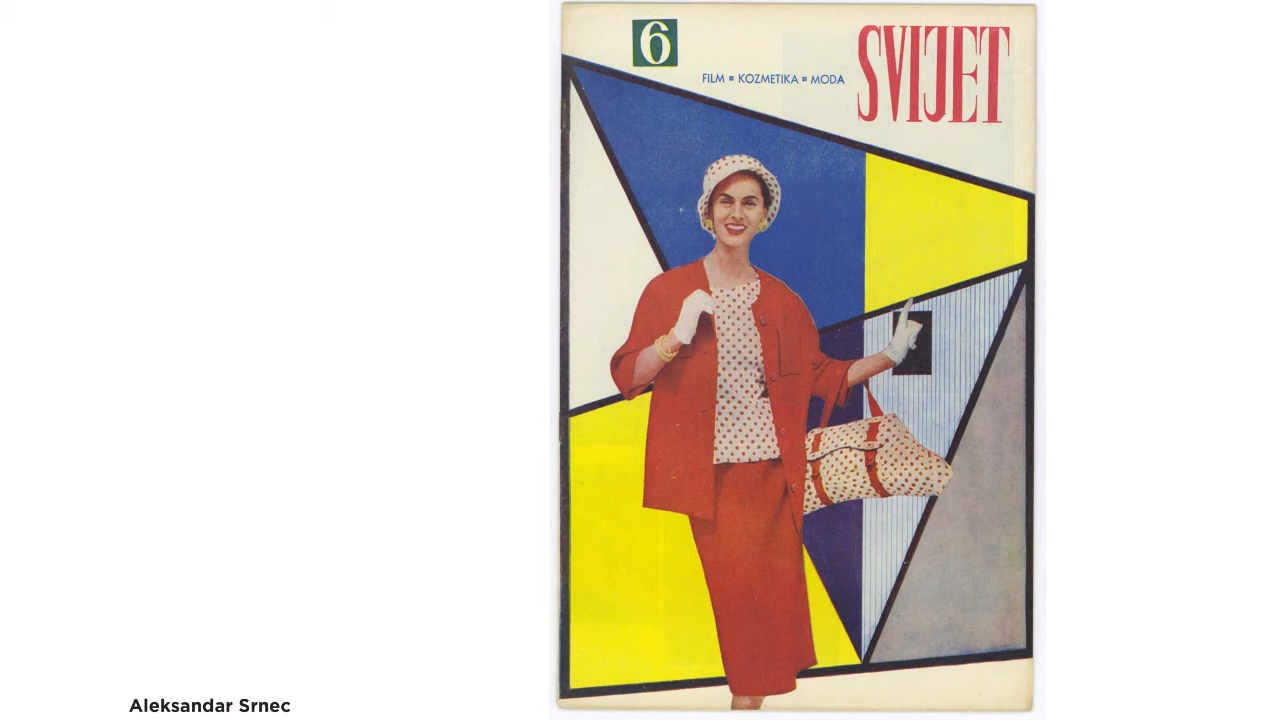 6
FILM ▪ KOZMETIKA ▪ MODA
SVIJET
Aleksandar Srnec